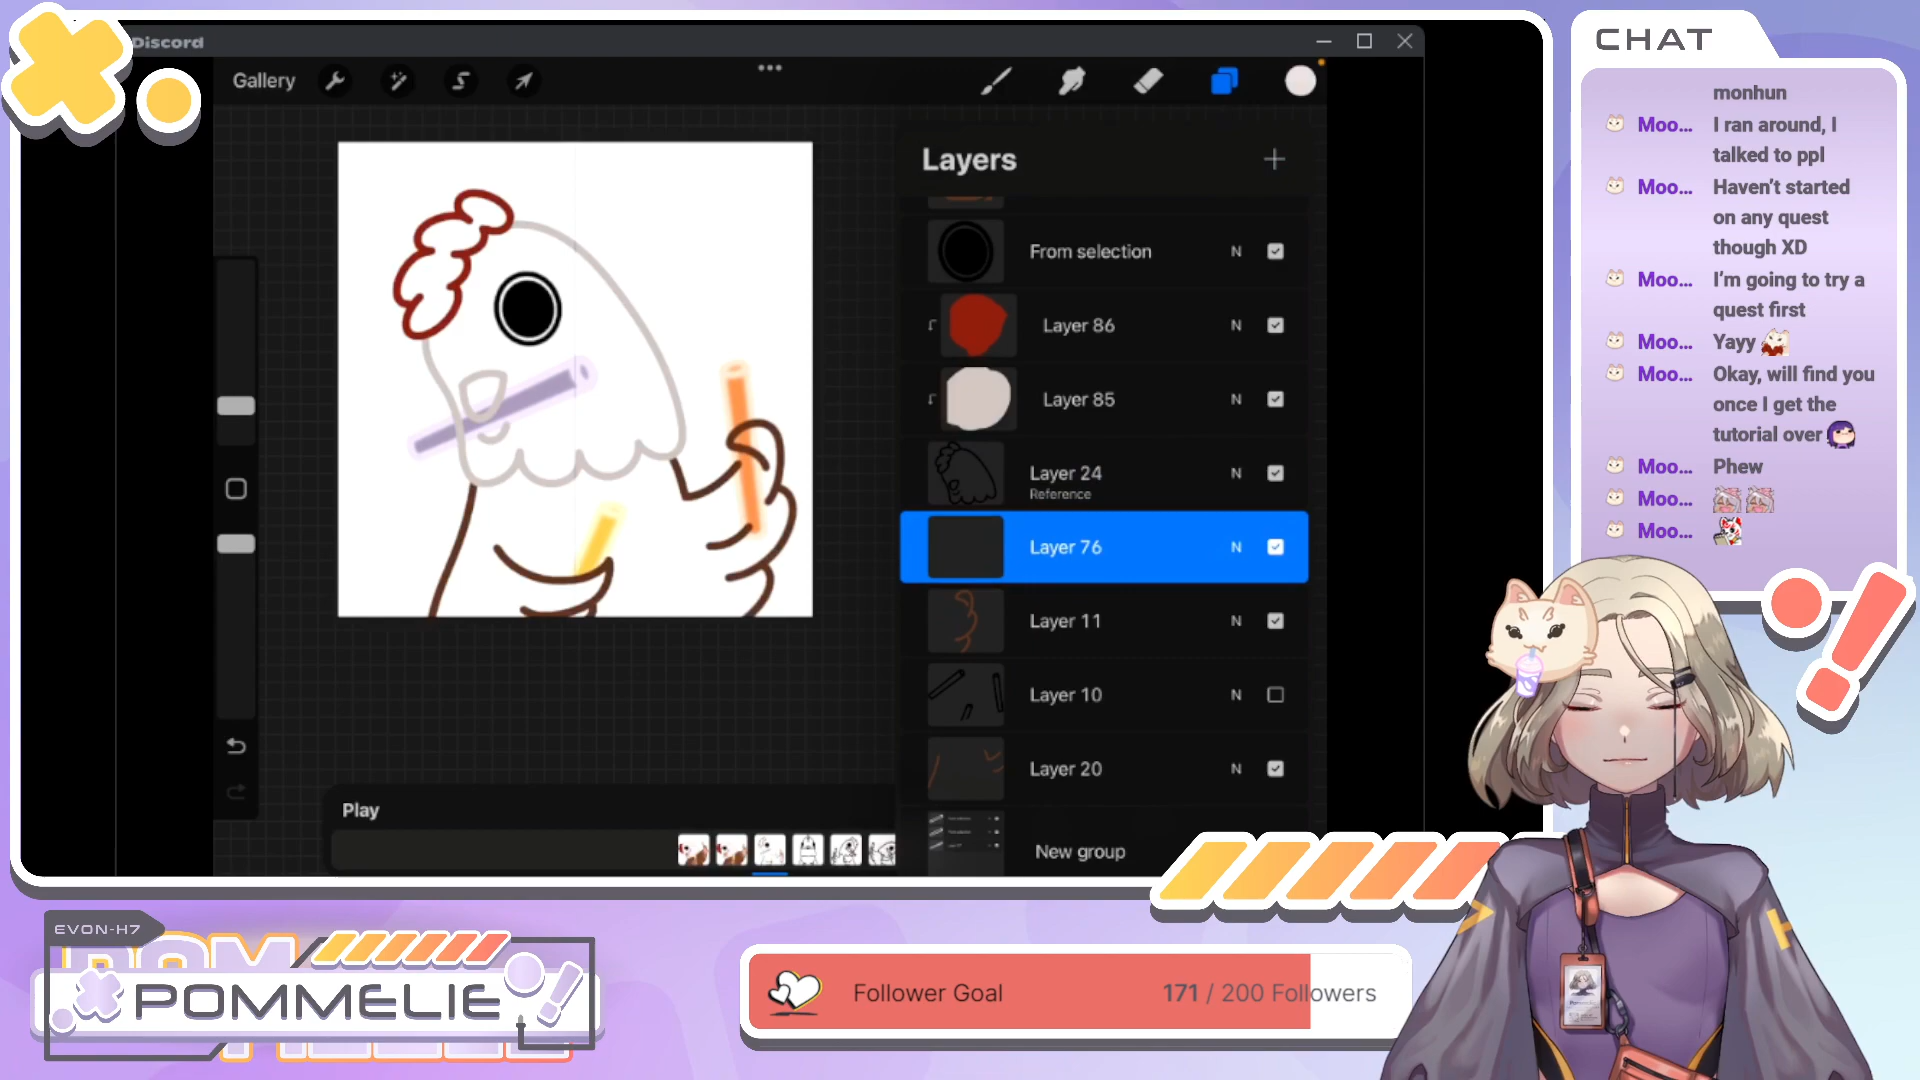 Discord
Gallery
Layers
From selection N
Layer 86 N
Layer 85 N
Layer 24 N
Reference
Layer 76 N
Layer 11 N
Layer 10 N
Layer 20 N
New group
Play
CHAT
monhun
Moo... I ran around, I
talked to ppl
Moo... Haven't started
on any quest
though XD
Moo... I'm going to try a
quest first
Moo... Yayy
Moo... Okay, will find you
once I get the
tutorial over
Moo... Phew
Moo...
Moo...
EVON-H7
POMMELIE
Follower Goal 171 / 200 Followers